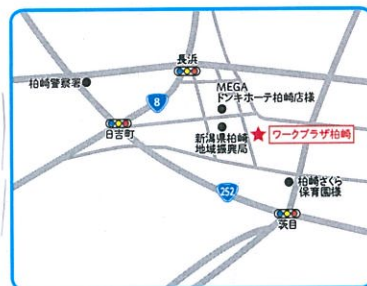 長浜
柏崎警察署
8
MEGA
ドンキホーテ柏崎店様
日吉町
新潟県柏崎
地域振興局
ワークプラザ柏崎
252
柏崎さくら
保育園様
茨目